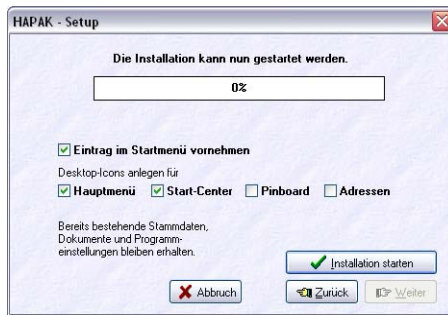 HAPAK - Setup
Die Installation kann nun gestartet werden.
0%
Eintrag im Startmenü vornehmen
Desktop-Icons anlegen für
Hauptmenü Start-Center Pinboard Adressen
Bereits bestehende Stammdaten,
Dokumente und Programm-
einstellungen bleiben erhalten.
Installation starten
Abbruch Zurück Weiter